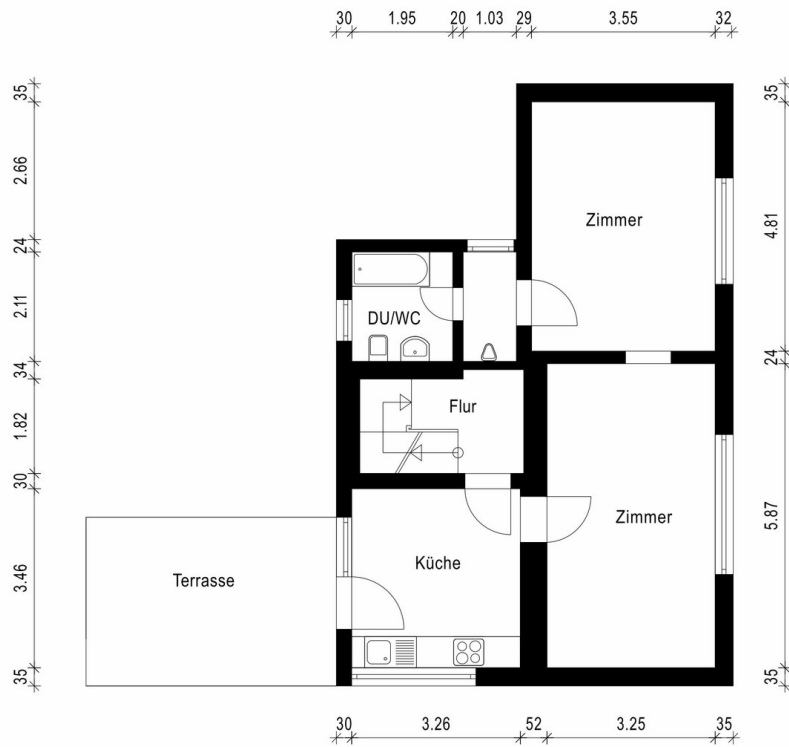 30 1.95 20 1.03 29 3.55 32
35
2.66
24
2.11
34
1.82
30
3.46
35
Zimmer
DU/WC
Flur
Zimmer
Küche
Terrasse
35
4.81
24
5.87
35
30 3.26 52 3.25 35